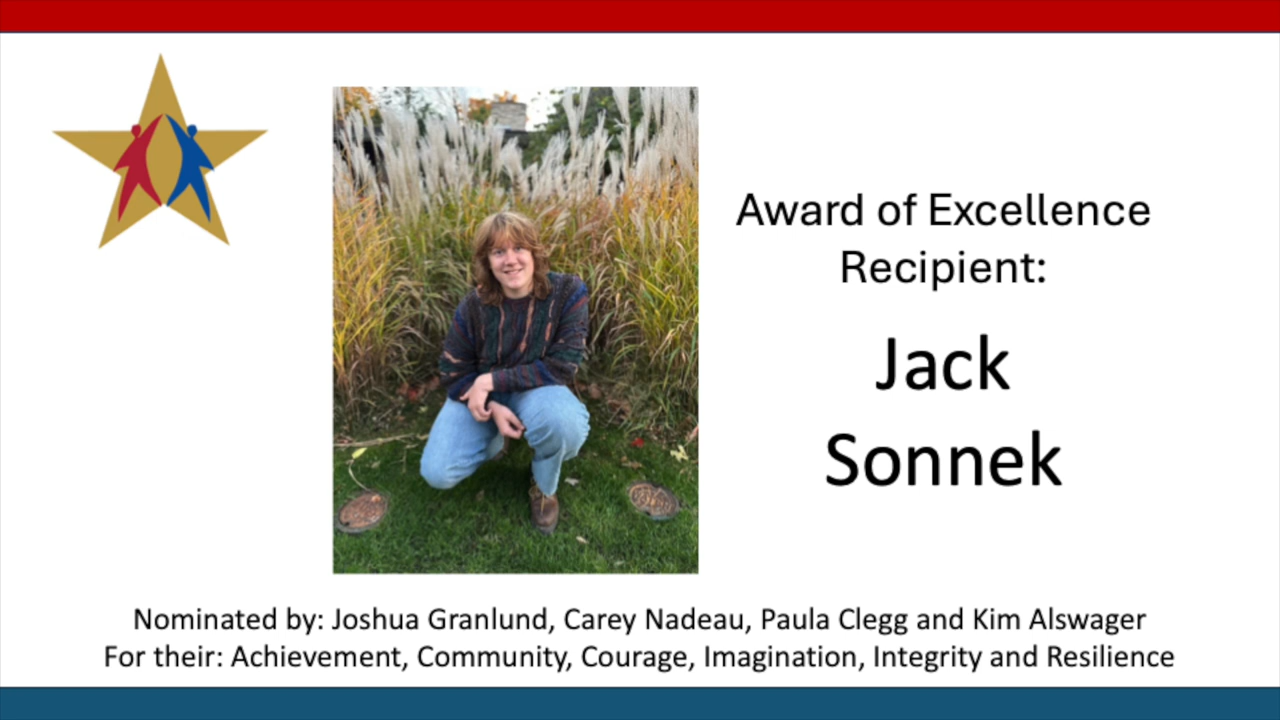 Award of Excellence
Recipient:
Jack
Sonnek
Nominated by: Joshua Granlund, Carey Nadeau, Paula Clegg and Kim Alswager
For their: Achievement, Community, Courage, Imagination, Integrity and Resilience